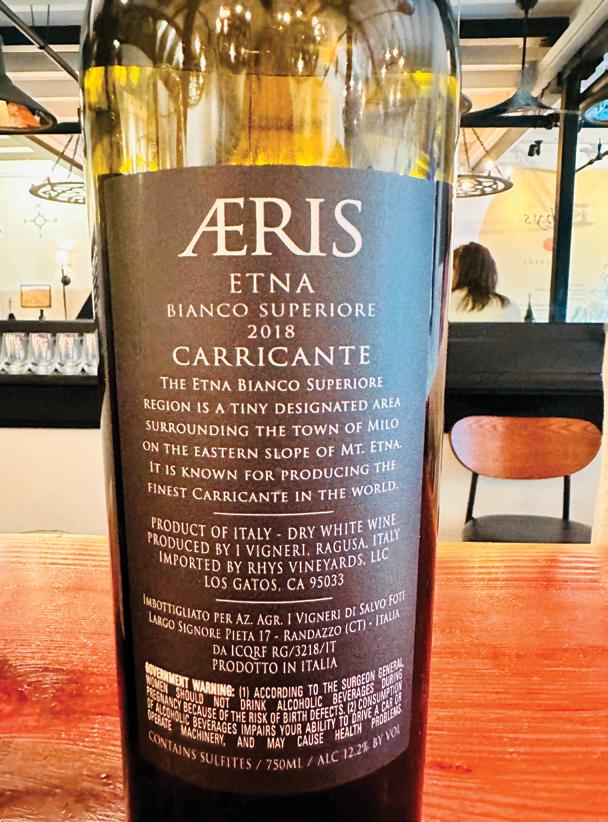 ÆRIS
ETNA
BIANCO SUPERIORE
2018
CARRICANTE
THE ETNA BIANCO SUPERIORE
REGION IS A TINY DESIGNATED AREA
SURROUNDING THE TOWN OF MILO
ON THE EASTERN SLOPE OF MT. ETNA.
IT IS KNOWN FOR PRODUCING THE
FINEST CARRICANTE IN THE WORLD.
PRODUCT OF ITALY - DRY WHITE WINE
PRODUCED BY I VIGNERI, RAGUSA, ITALY
IMPORTED BY RHYS VINEYARDS, LLC
LOS GATOS, CA 95033
IMBOTTIGLIATO PER AZ. AGR. I VIGNERI DI SALVO FOTI
LARGO SIGNORE PIETA 17 - RANDAZZO (CT) - ITALIA
DA ICQRF RG/3218/IT
PRODOTTO IN ITALIA
GOVERNMENT WARNING: (1) ACCORDING TO THE SURGEON GENERAL
WOMEN SHOULD NOT DRINK ALCOHOLIC BEVERAGES DURING
PREGNANCY BECAUSE OF THE RISK OF BIRTH DEFECTS. (2) CONSUMPTION
OF ALCOHOLIC BEVERAGES IMPAIRS YOUR ABILITY TO DRIVE A CAR OR
OPERATE MACHINERY, AND MAY CAUSE HEALTH PROBLEMS
CONTAINS SULFITES / 750ML / ALC 12.2% BY VOL